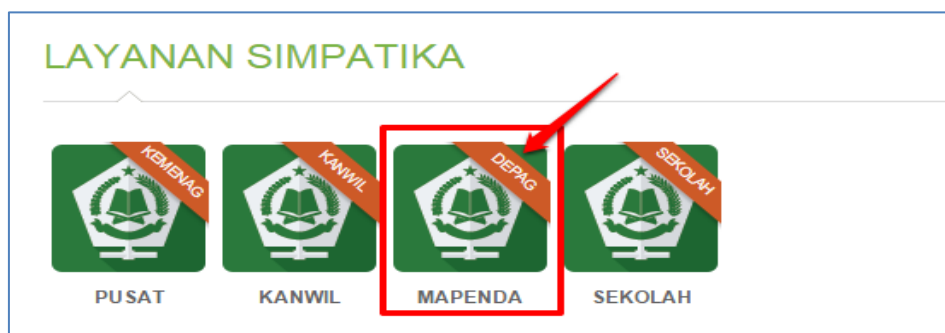 LAYANAN SIMPATIKA
KEMENAG
KANWIL
DEPAG
SEKOLAH
PUSAT
KANWIL
MAPENDA
SEKOLAH